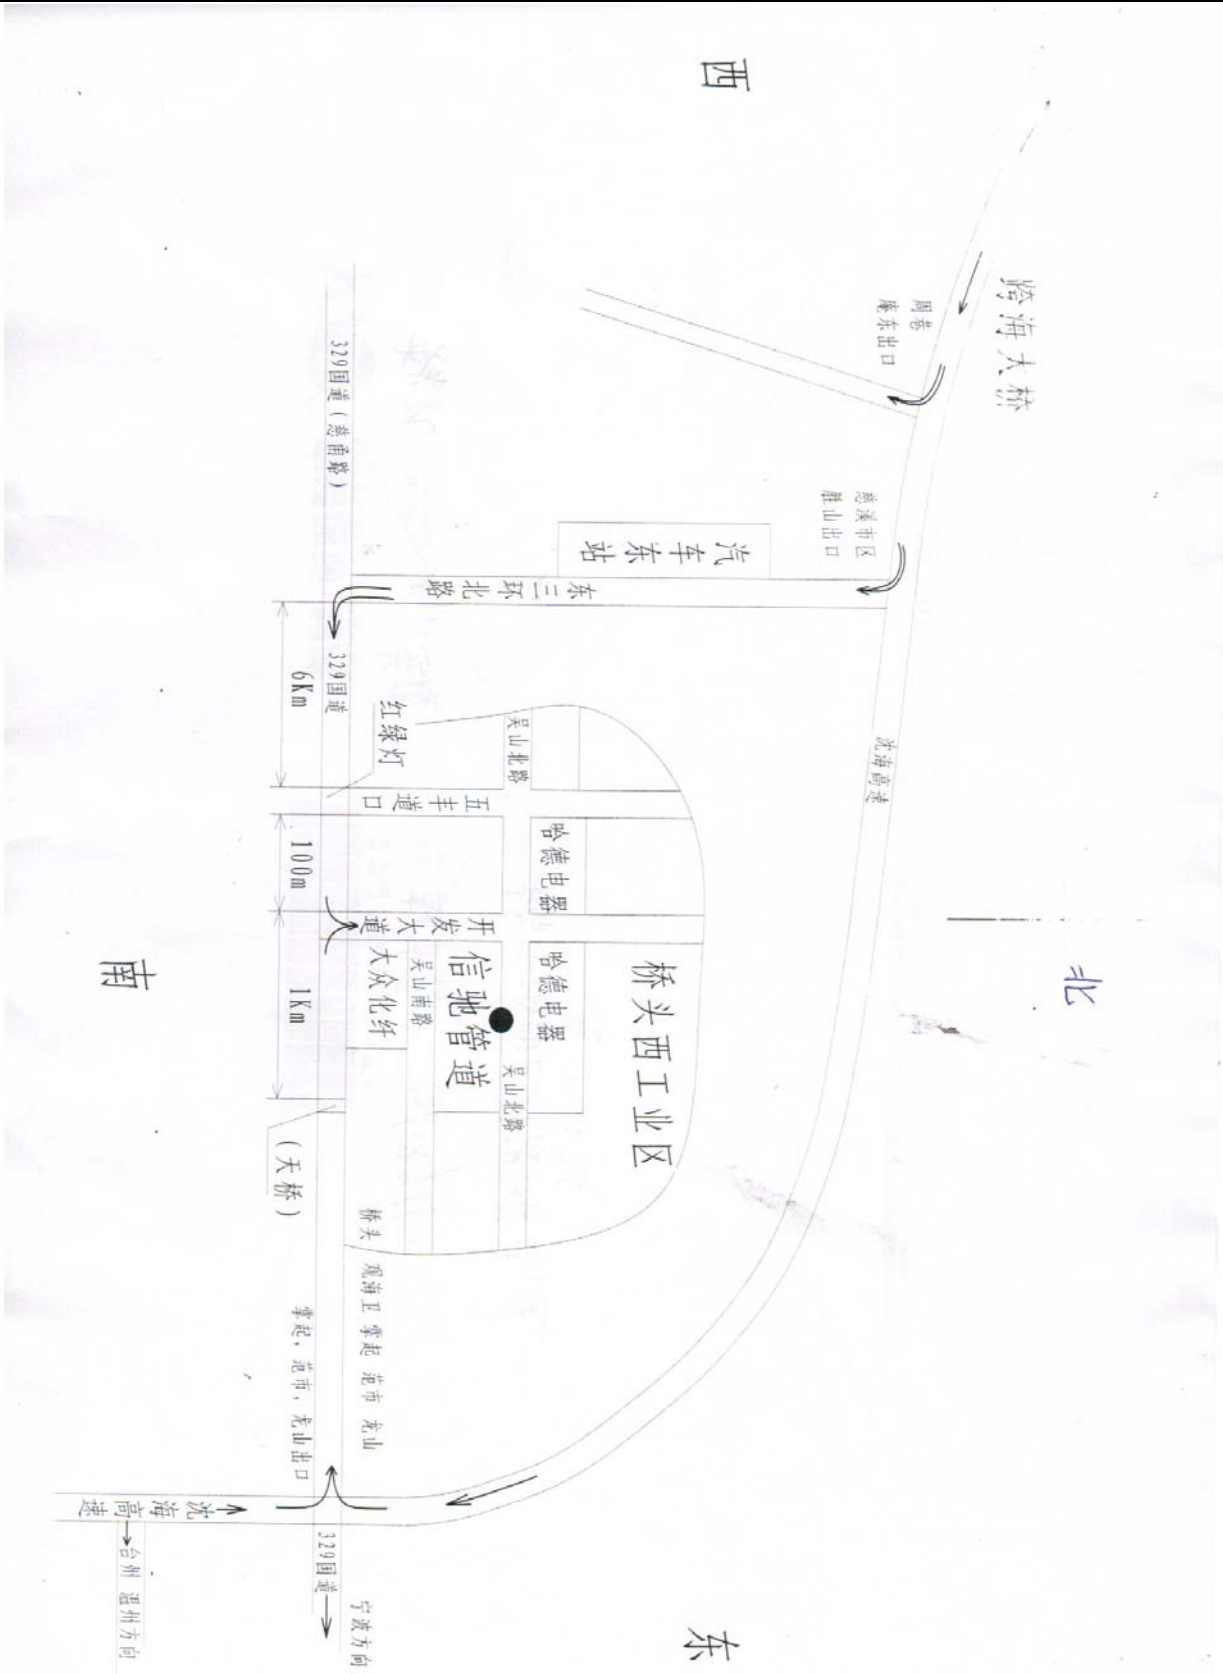 西
北
跨海大桥
周巷
庵东出口
慈溪市区
胜山出口
汽车东站
东三环北路
沈海高速
329国道(慈甬路)
329国道
6Km
红绿灯
吴山北路
五丰道口
哈德电器
100m
开发大道
桥头西工业区
哈德电器
信驰管道
吴山南路
大众化纤
吴山北路
1Km
(天桥)
南
桥头
观海卫 掌起 范市 龙山
掌起，范市，龙山出口
沈海高速
329国道
宁波方向
台州 温州方向
东